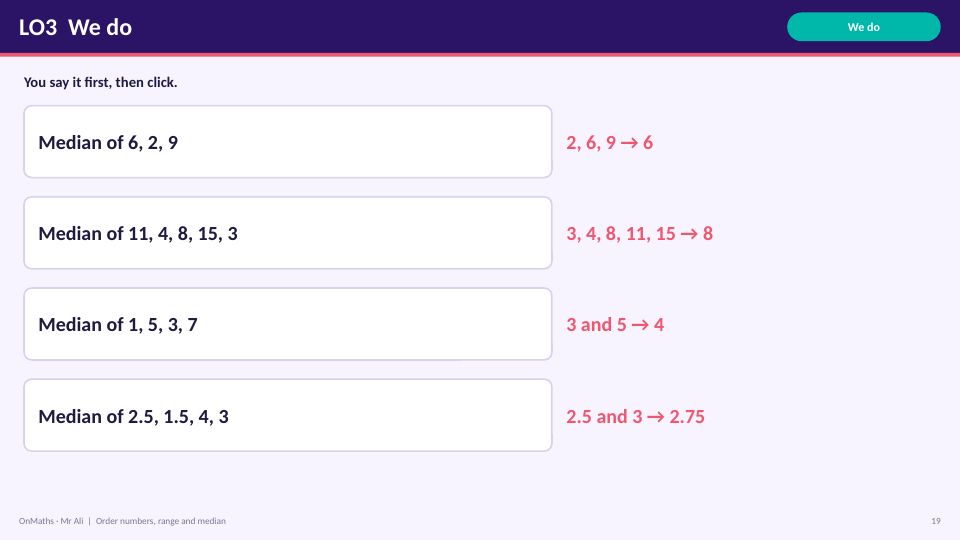 LO3 We do
We do
You say it first, then click.
Median of 6, 2, 9
2, 6, 9 → 6
Median of 11, 4, 8, 15, 3
3, 4, 8, 11, 15 → 8
Median of 1, 5, 3, 7
3 and 5 → 4
Median of 2.5, 1.5, 4, 3
2.5 and 3 → 2.75
OnMaths - Mr Ali | Order numbers, range and median
19